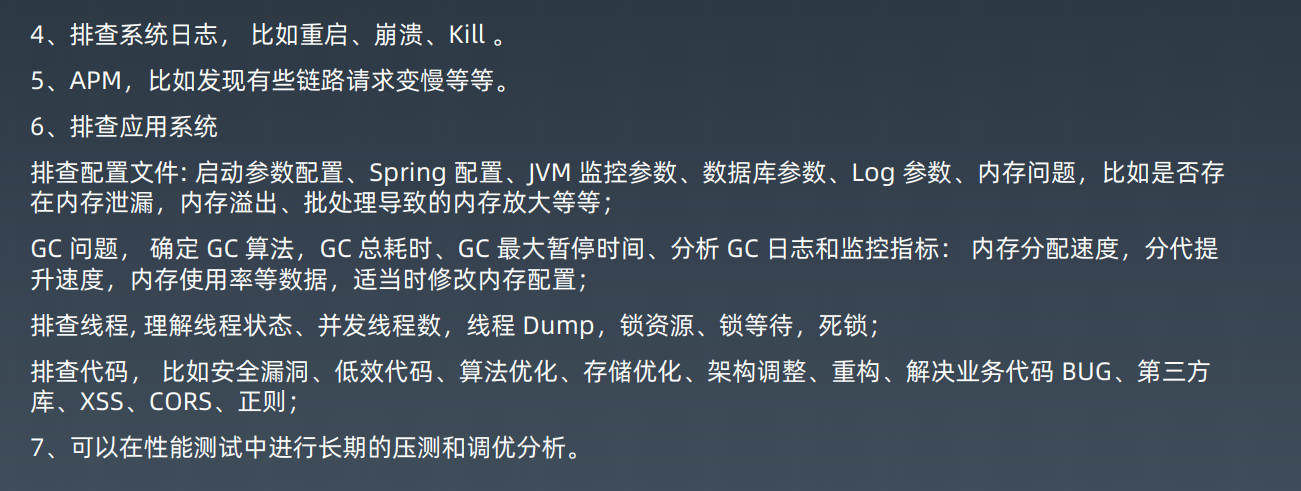 4、排查系统日志， 比如重启、崩溃、Kill 。
5、APM，比如发现有些链路请求变慢等等。
6、排查应用系统
排查配置文件: 启动参数配置、Spring 配置、JVM 监控参数、数据库参数、Log 参数、内存问题，比如是否存
在内存泄漏，内存溢出、批处理导致的内存放大等等；
GC 问题， 确定 GC 算法，GC 总耗时、GC 最大暂停时间、分析 GC 日志和监控指标： 内存分配速度，分代提
升速度，内存使用率等数据，适当时修改内存配置；
排查线程, 理解线程状态、并发线程数，线程 Dump，锁资源、锁等待，死锁；
排查代码， 比如安全漏洞、低效代码、算法优化、存储优化、架构调整、重构、解决业务代码 BUG、第三方
库、XSS、CORS、正则；
7、可以在性能测试中进行长期的压测和调优分析。